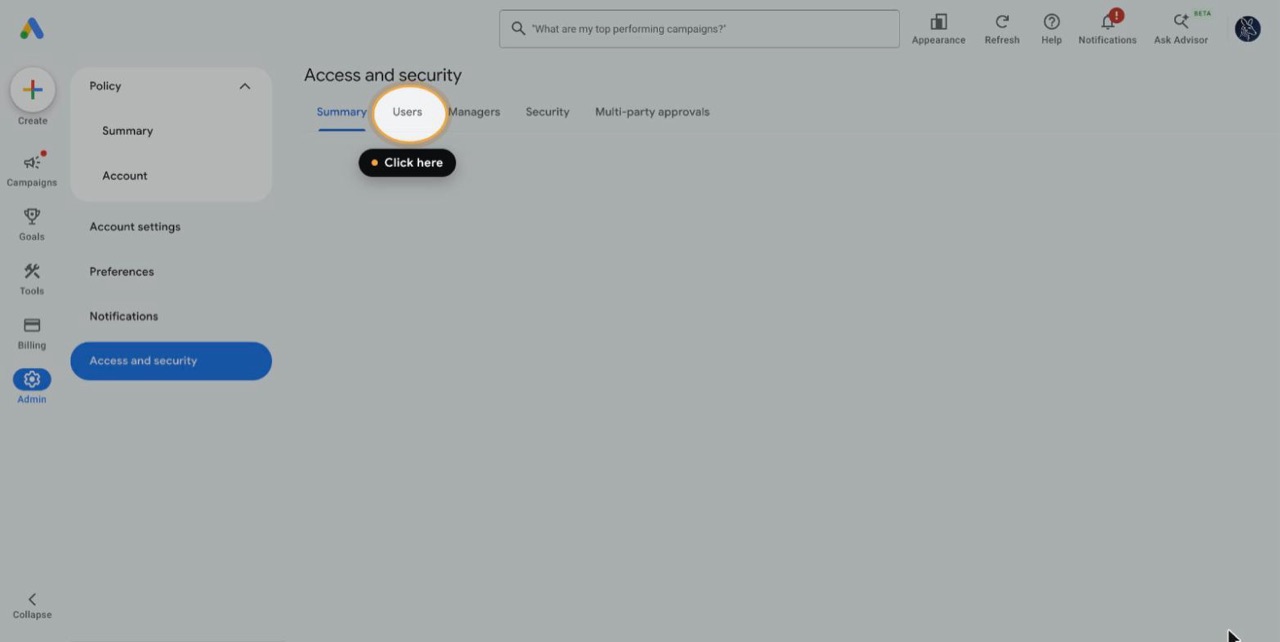 "What are my top performing campaigns?"
Appearance
Refresh
Help
!
Notifications
BETA
Ask Advisor
Create
Campaigns
Goals
Tools
Billing
Admin
Collapse
Policy
Summary
Account
Account settings
Preferences
Notifications
Access and security
Access and security
Summary
Users
Managers
Security
Multi-party approvals
Click here